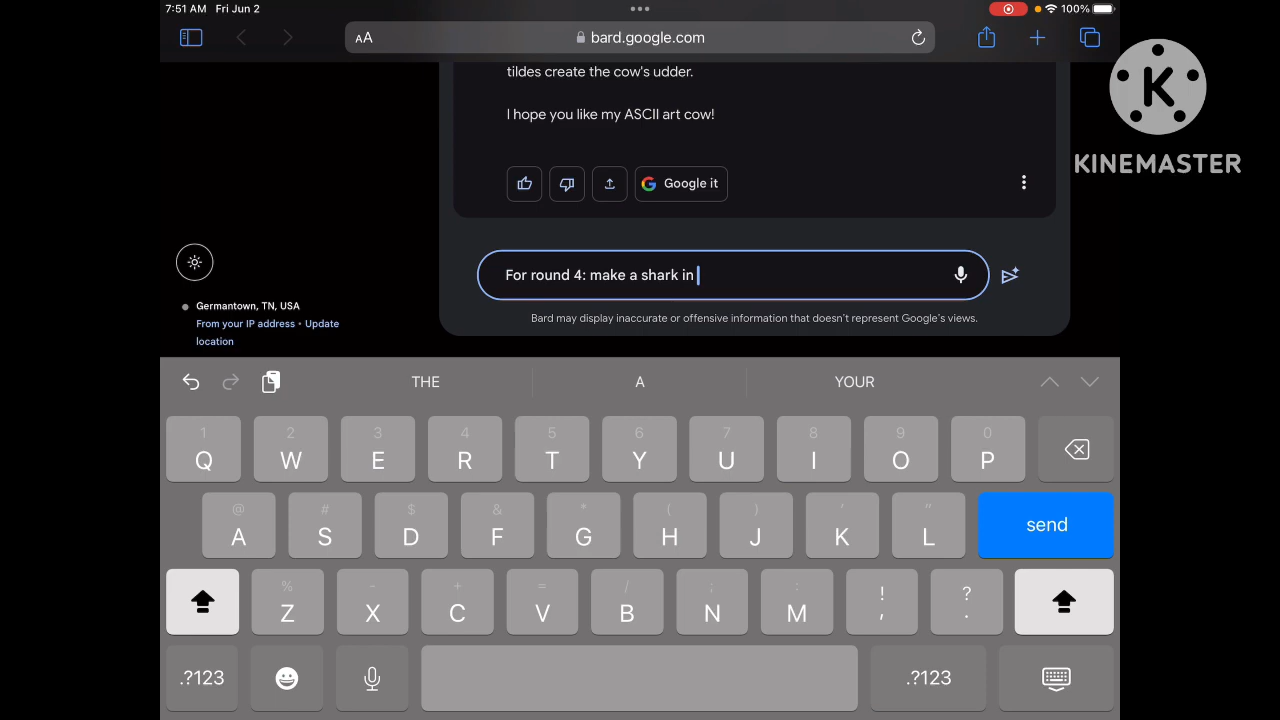 7:51 AM Fri Jun 2
100%
AA
bard.google.com
tildes create the cow's udder.
I hope you like my ASCII art cow!
Google it
K
KINEMASTER
For round 4: make a shark in
Bard may display inaccurate or offensive information that doesn't represent Google's views.
Germantown, TN, USA
From your IP address • Update
location
THE A YOUR
1 2 3 4 5 6 7 8 9 0
Q W E R T Y U I O P
@ # $ & * ( ) ' "
A S D F G H J K L send
% - + = / ; : ! ?
Z X C V B N M , .
.?123 .?123